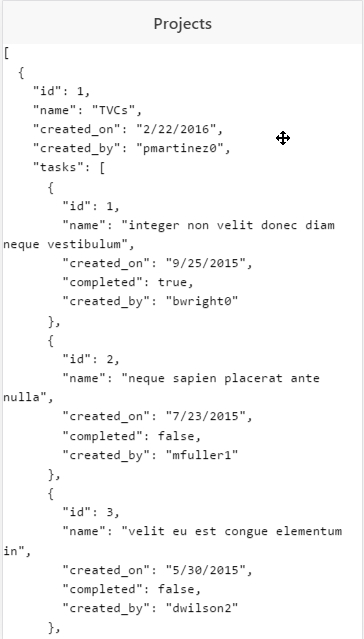 Projects
[
  {
    "id": 1,
    "name": "TVCs",
    "created_on": "2/22/2016",
    "created_by": "pmartinez0",
    "tasks": [
      {
        "id": 1,
        "name": "integer non velit donec diam
neque vestibulum",
        "created_on": "9/25/2015",
        "completed": true,
        "created_by": "bwright0"
      },
      {
        "id": 2,
        "name": "neque sapien placerat ante
nulla",
        "created_on": "7/23/2015",
        "completed": false,
        "created_by": "mfuller1"
      },
      {
        "id": 3,
        "name": "velit eu est congue elementum
in",
        "created_on": "5/30/2015",
        "completed": false,
        "created_by": "dwilson2"
      },